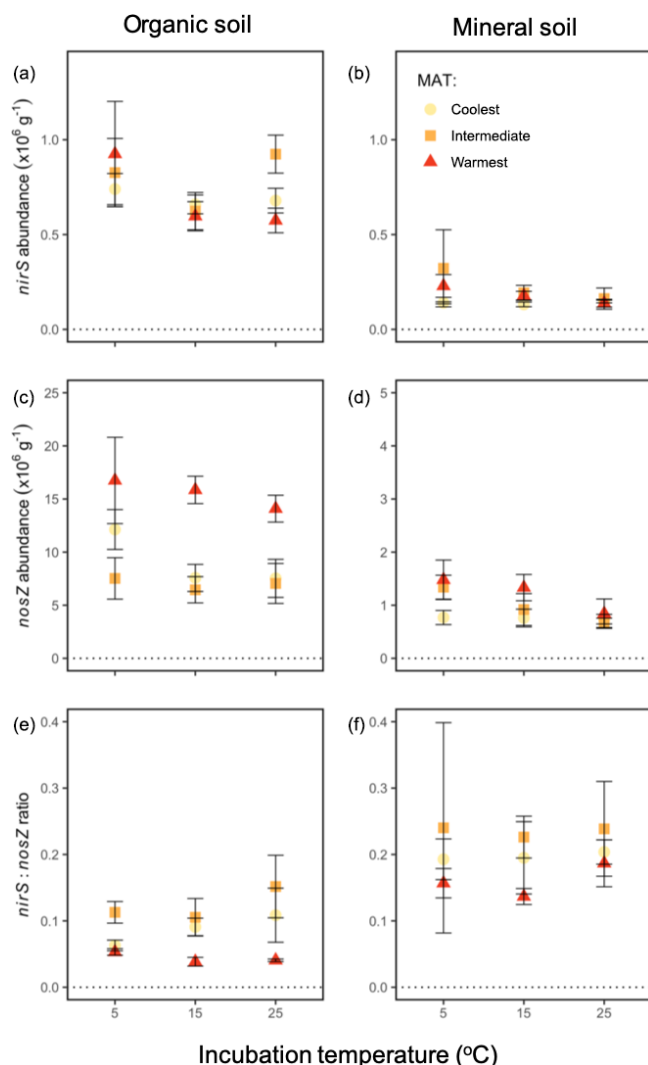 Organic soil
Mineral soil
(a)
nirS abundance (x10⁶ g⁻¹)
1.0
0.5
0.0
(b)
MAT:
Coolest
Intermediate
Warmest
1.0
0.5
0.0
(c)
nosZ abundance (x10⁶ g⁻¹)
25
20
15
10
5
0
(d)
5
4
3
2
1
0
(e)
nirS : nosZ ratio
0.4
0.3
0.2
0.1
0.0
5
15
25
(f)
0.4
0.3
0.2
0.1
0.0
5
15
25
Incubation temperature (ºC)